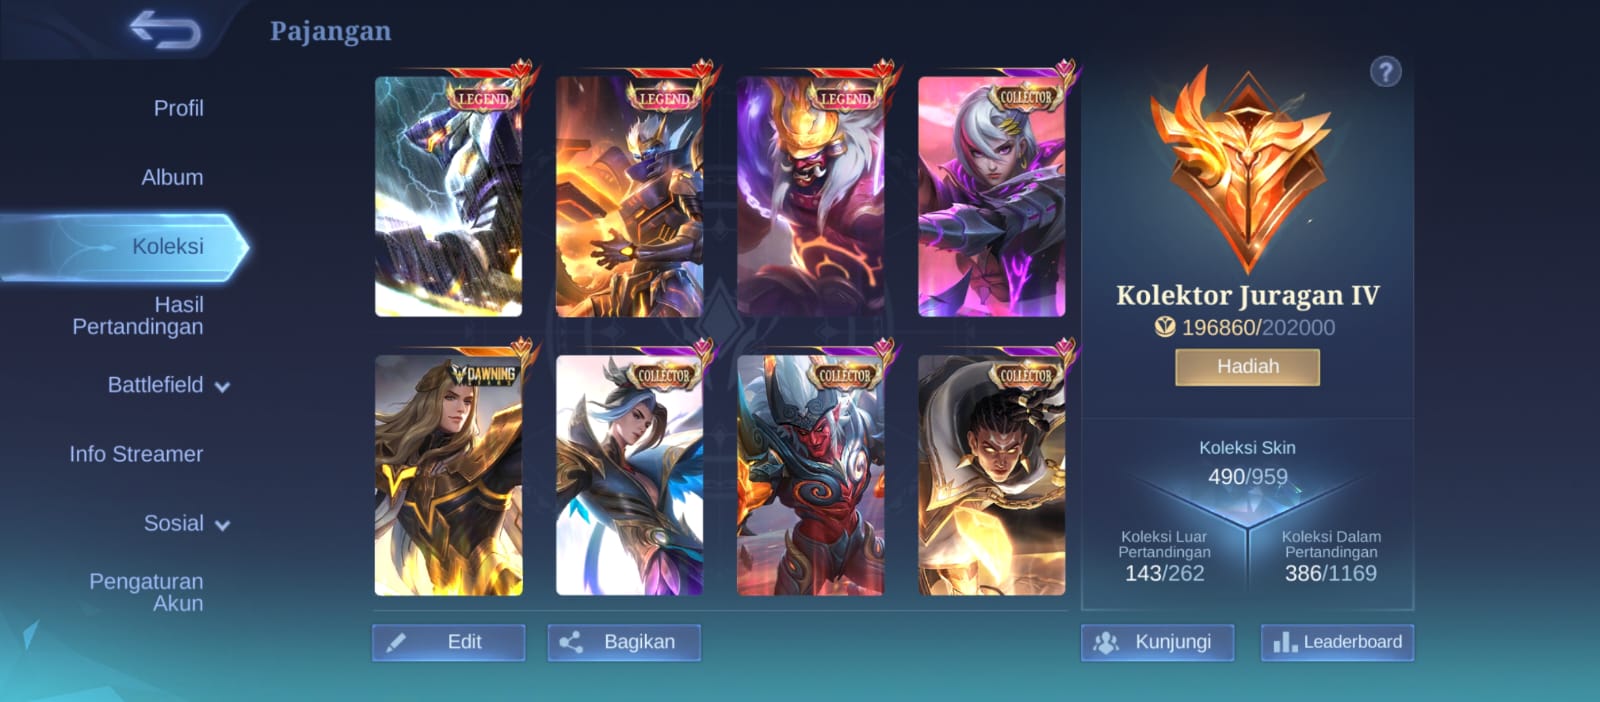 Pajangan
Profil
Album
Koleksi
Hasil
Pertandingan
Battlefield
Info Streamer
Sosial
Pengaturan
Akun
LEGEND
LEGEND
LEGEND
COLLECTOR
DAWNING
STARS
COLLECTOR
COLLECTOR
COLLECTOR
Edit
Bagikan
?
Kolektor Juragan IV
196860/202000
Hadiah
Koleksi Skin
490/959
Koleksi Luar
Pertandingan
143/262
Koleksi Dalam
Pertandingan
386/1169
Kunjungi
Leaderboard